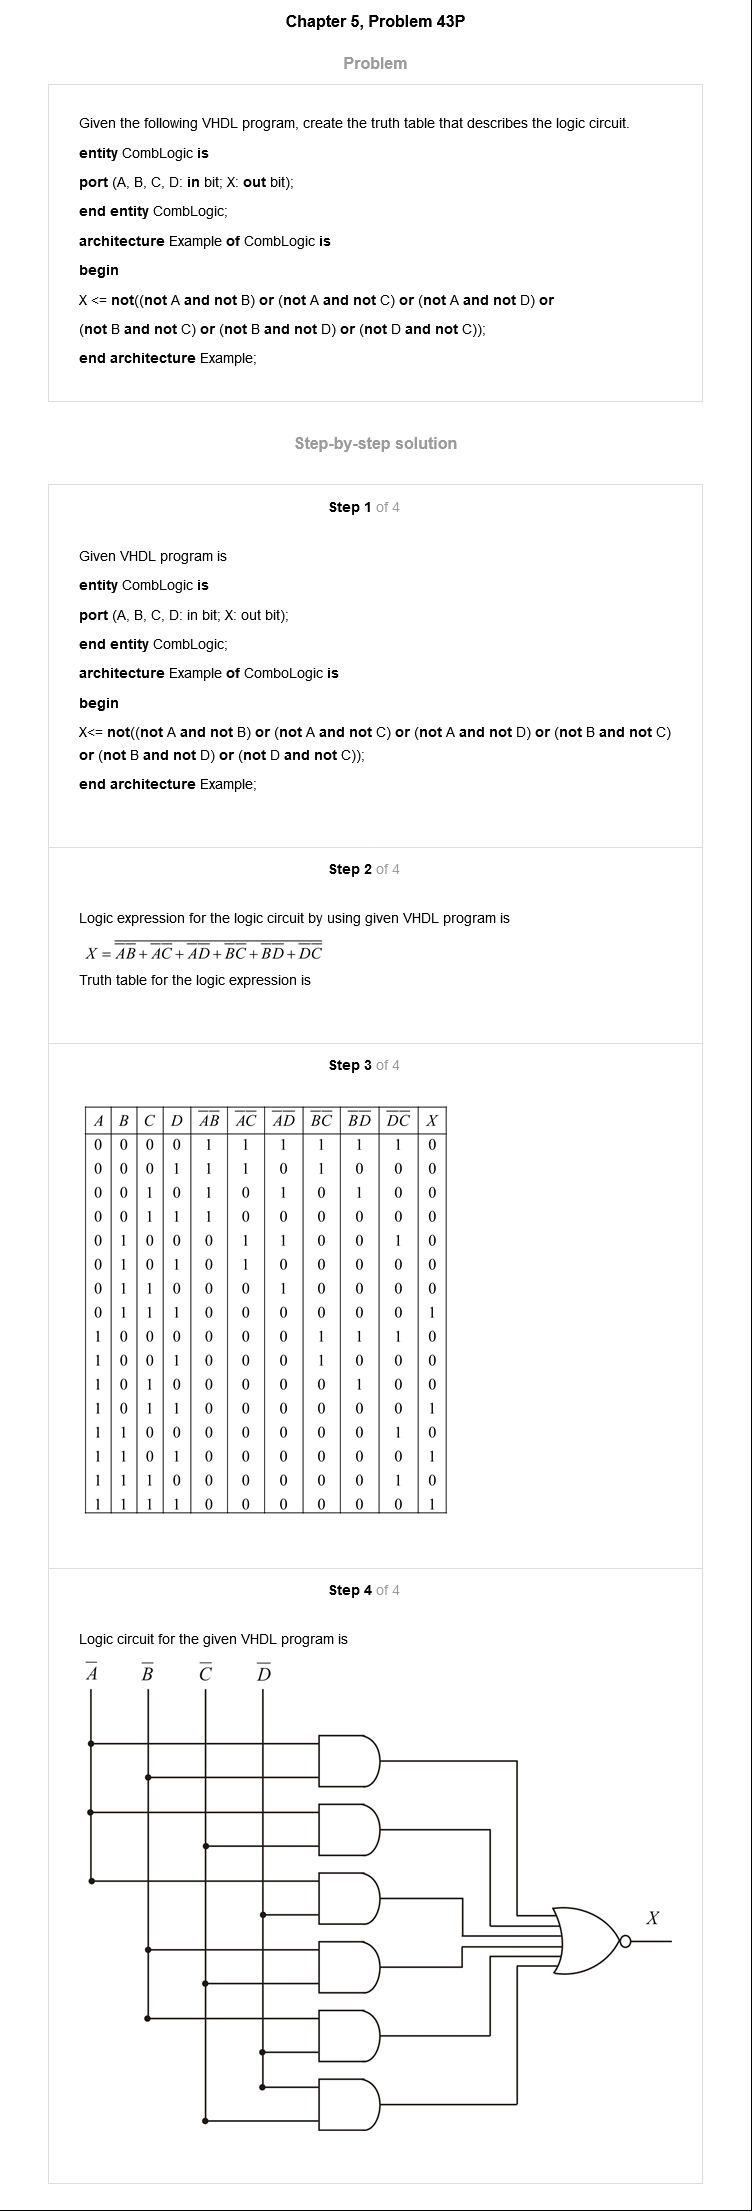 Chapter 5, Problem 43P
Problem
Given the following VHDL program, create the truth table that describes the logic circuit.
entity CombLogic is
port (A, B, C, D: in bit; X: out bit);
end entity CombLogic;
architecture Example of CombLogic is
begin
X <= not((not A and not B) or (not A and not C) or (not A and not D) or
(not B and not C) or (not B and not D) or (not D and not C));
end architecture Example;
Step-by-step solution
Step 1 of 4
Given VHDL program is
entity CombLogic is
port (A, B, C, D: in bit; X: out bit);
end entity CombLogic;
architecture Example of ComboLogic is
begin
X<= not((not A and not B) or (not A and not C) or (not A and not D) or (not B and not C)
or (not B and not D) or (not D and not C));
end architecture Example;
Step 2 of 4
Logic expression for the logic circuit by using given VHDL program is
X = \overline{\overline{A}\overline{B} + \overline{A}\overline{C} + \overline{A}\overline{D} + \overline{B}\overline{C} + \overline{B}\overline{D} + \overline{D}\overline{C}}
Truth table for the logic expression is
Step 3 of 4
A B C D A̅B̅ A̅C̅ A̅D̅ B̅C̅ B̅D̅ D̅C̅ X
0 0 0 0 1 1 1 1 1 1 0
0 0 0 1 1 1 0 1 0 0 0
0 0 1 0 1 0 1 0 1 0 0
0 0 1 1 1 0 0 0 0 0 0
0 1 0 0 0 1 1 0 0 1 0
0 1 0 1 0 1 0 0 0 0 0
0 1 1 0 0 0 1 0 0 0 0
0 1 1 1 0 0 0 0 0 0 1
1 0 0 0 0 0 0 1 1 1 0
1 0 0 1 0 0 0 1 0 0 0
1 0 1 0 0 0 0 0 1 0 0
1 0 1 1 0 0 0 0 0 0 1
1 1 0 0 0 0 0 0 0 1 0
1 1 0 1 0 0 0 0 0 0 1
1 1 1 0 0 0 0 0 0 1 0
1 1 1 1 0 0 0 0 0 0 1
Step 4 of 4
Logic circuit for the given VHDL program is
A̅ B̅ C̅ D̅
X